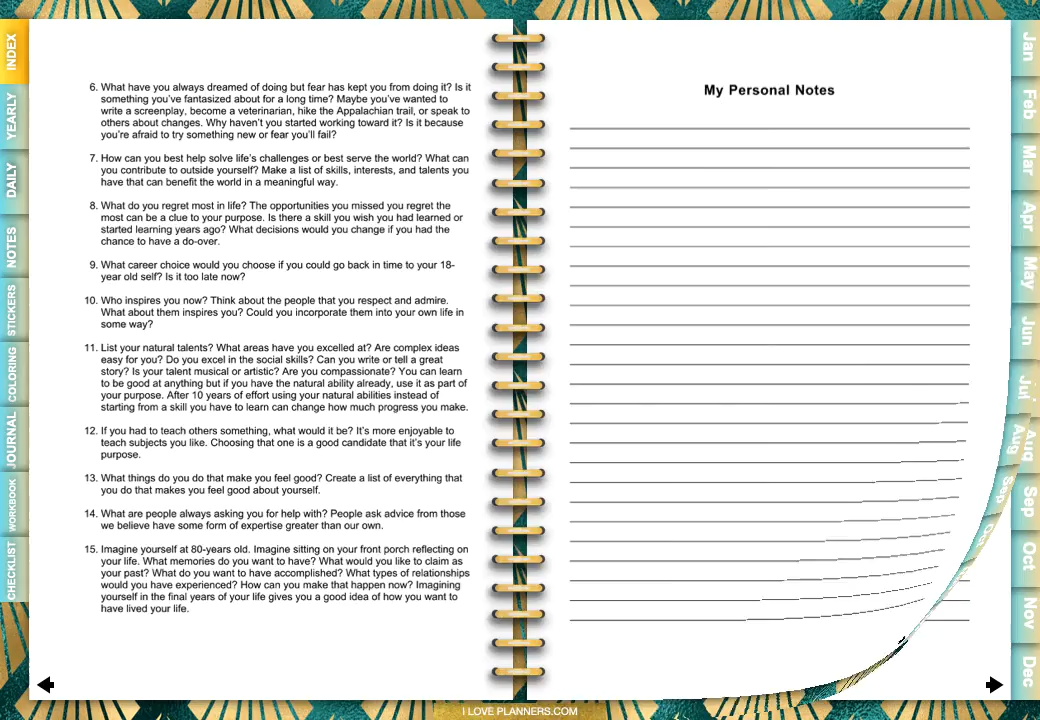 INDEX
YEARLY
DAILY
NOTES
STICKERS
COLORING
JOURNAL
WORKBOOK
CHECKLIST
6. What have you always dreamed of doing but fear has kept you from doing it? Is it
something you've fantasized about for a long time? Maybe you've wanted to
write a screenplay, become a veterinarian, hike the Appalachian trail, or speak to
others about changes. Why haven't you started working toward it? Is it because
you're afraid to try something new or fear you'll fail?
7. How can you best help solve life's challenges or best serve the world? What can
you contribute to outside yourself? Make a list of skills, interests, and talents you
have that can benefit the world in a meaningful way.
8. What do you regret most in life? The opportunities you missed you regret the
most can be a clue to your purpose. Is there a skill you wish you had learned or
started learning years ago? What decisions would you change if you had the
chance to have a do-over.
9. What career choice would you choose if you could go back in time to your 18-
year old self? Is it too late now?
10. Who inspires you now? Think about the people that you respect and admire.
What about them inspires you? Could you incorporate them into your own life in
some way?
11. List your natural talents? What areas have you excelled at? Are complex ideas
easy for you? Do you excel in the social skills? Can you write or tell a great
story? Is your talent musical or artistic? Are you compassionate? You can learn
to be good at anything but if you have the natural ability already, use it as part of
your purpose. After 10 years of effort using your natural abilities instead of
starting from a skill you have to learn can change how much progress you make.
12. If you had to teach others something, what would it be? It's more enjoyable to
teach subjects you like. Choosing that one is a good candidate that it's your life
purpose.
13. What things do you do that make you feel good? Create a list of everything that
you do that makes you feel good about yourself.
14. What are people always asking you for help with? People ask advice from those
we believe have some form of expertise greater than our own.
15. Imagine yourself at 80-years old. Imagine sitting on your front porch reflecting on
your life. What memories do you want to have? What would you like to claim as
your past? What do you want to have accomplished? What types of relationships
would you have experienced? How can you make that happen now? Imagining
yourself in the final years of your life gives you a good idea of how you want to
have lived your life.
My Personal Notes
Jan
Feb
Mar
Apr
May
Jun
Jul
Aug
Aug
Sep
Sep
Oct
Oct
Nov
Dec
I LOVE PLANNERS.COM